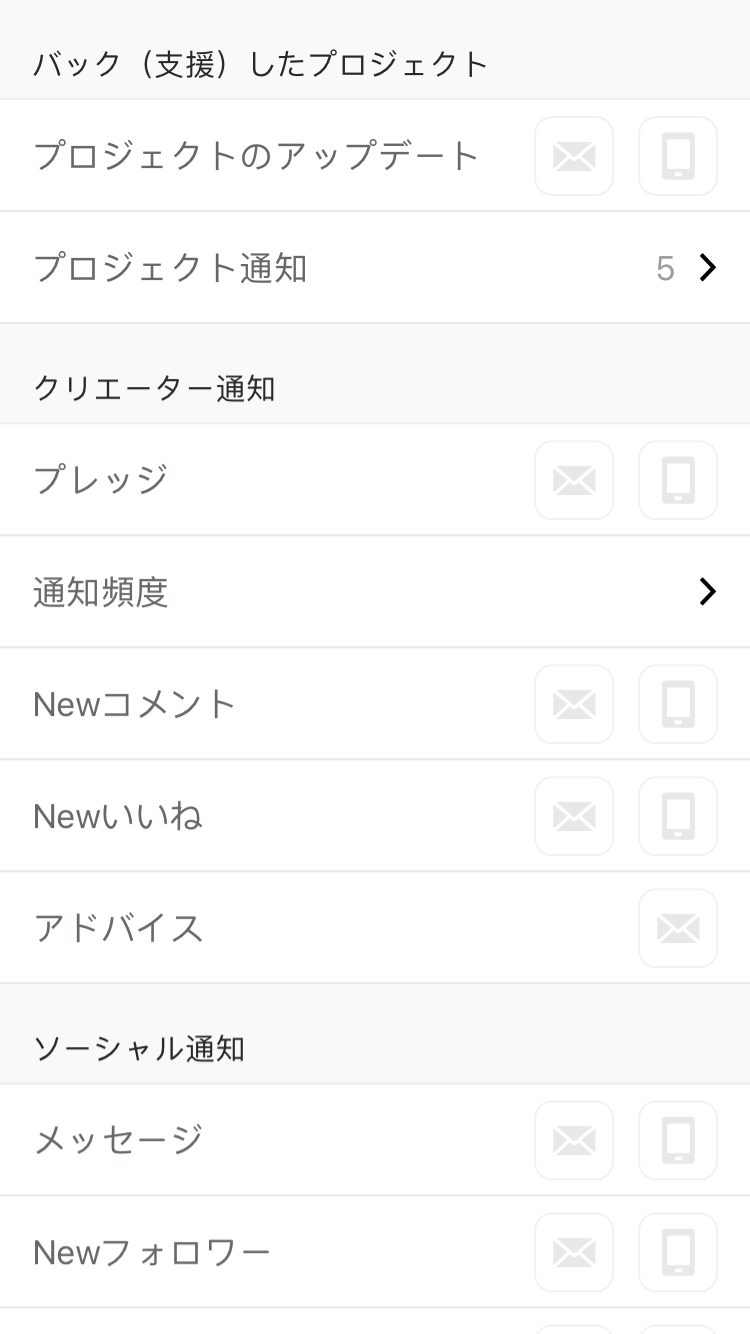 バック（支援）したプロジェクト
プロジェクトのアップデート
プロジェクト通知 5
クリエーター通知
プレッジ
通知頻度
Newコメント
Newいいね
アドバイス
ソーシャル通知
メッセージ
Newフォロワー